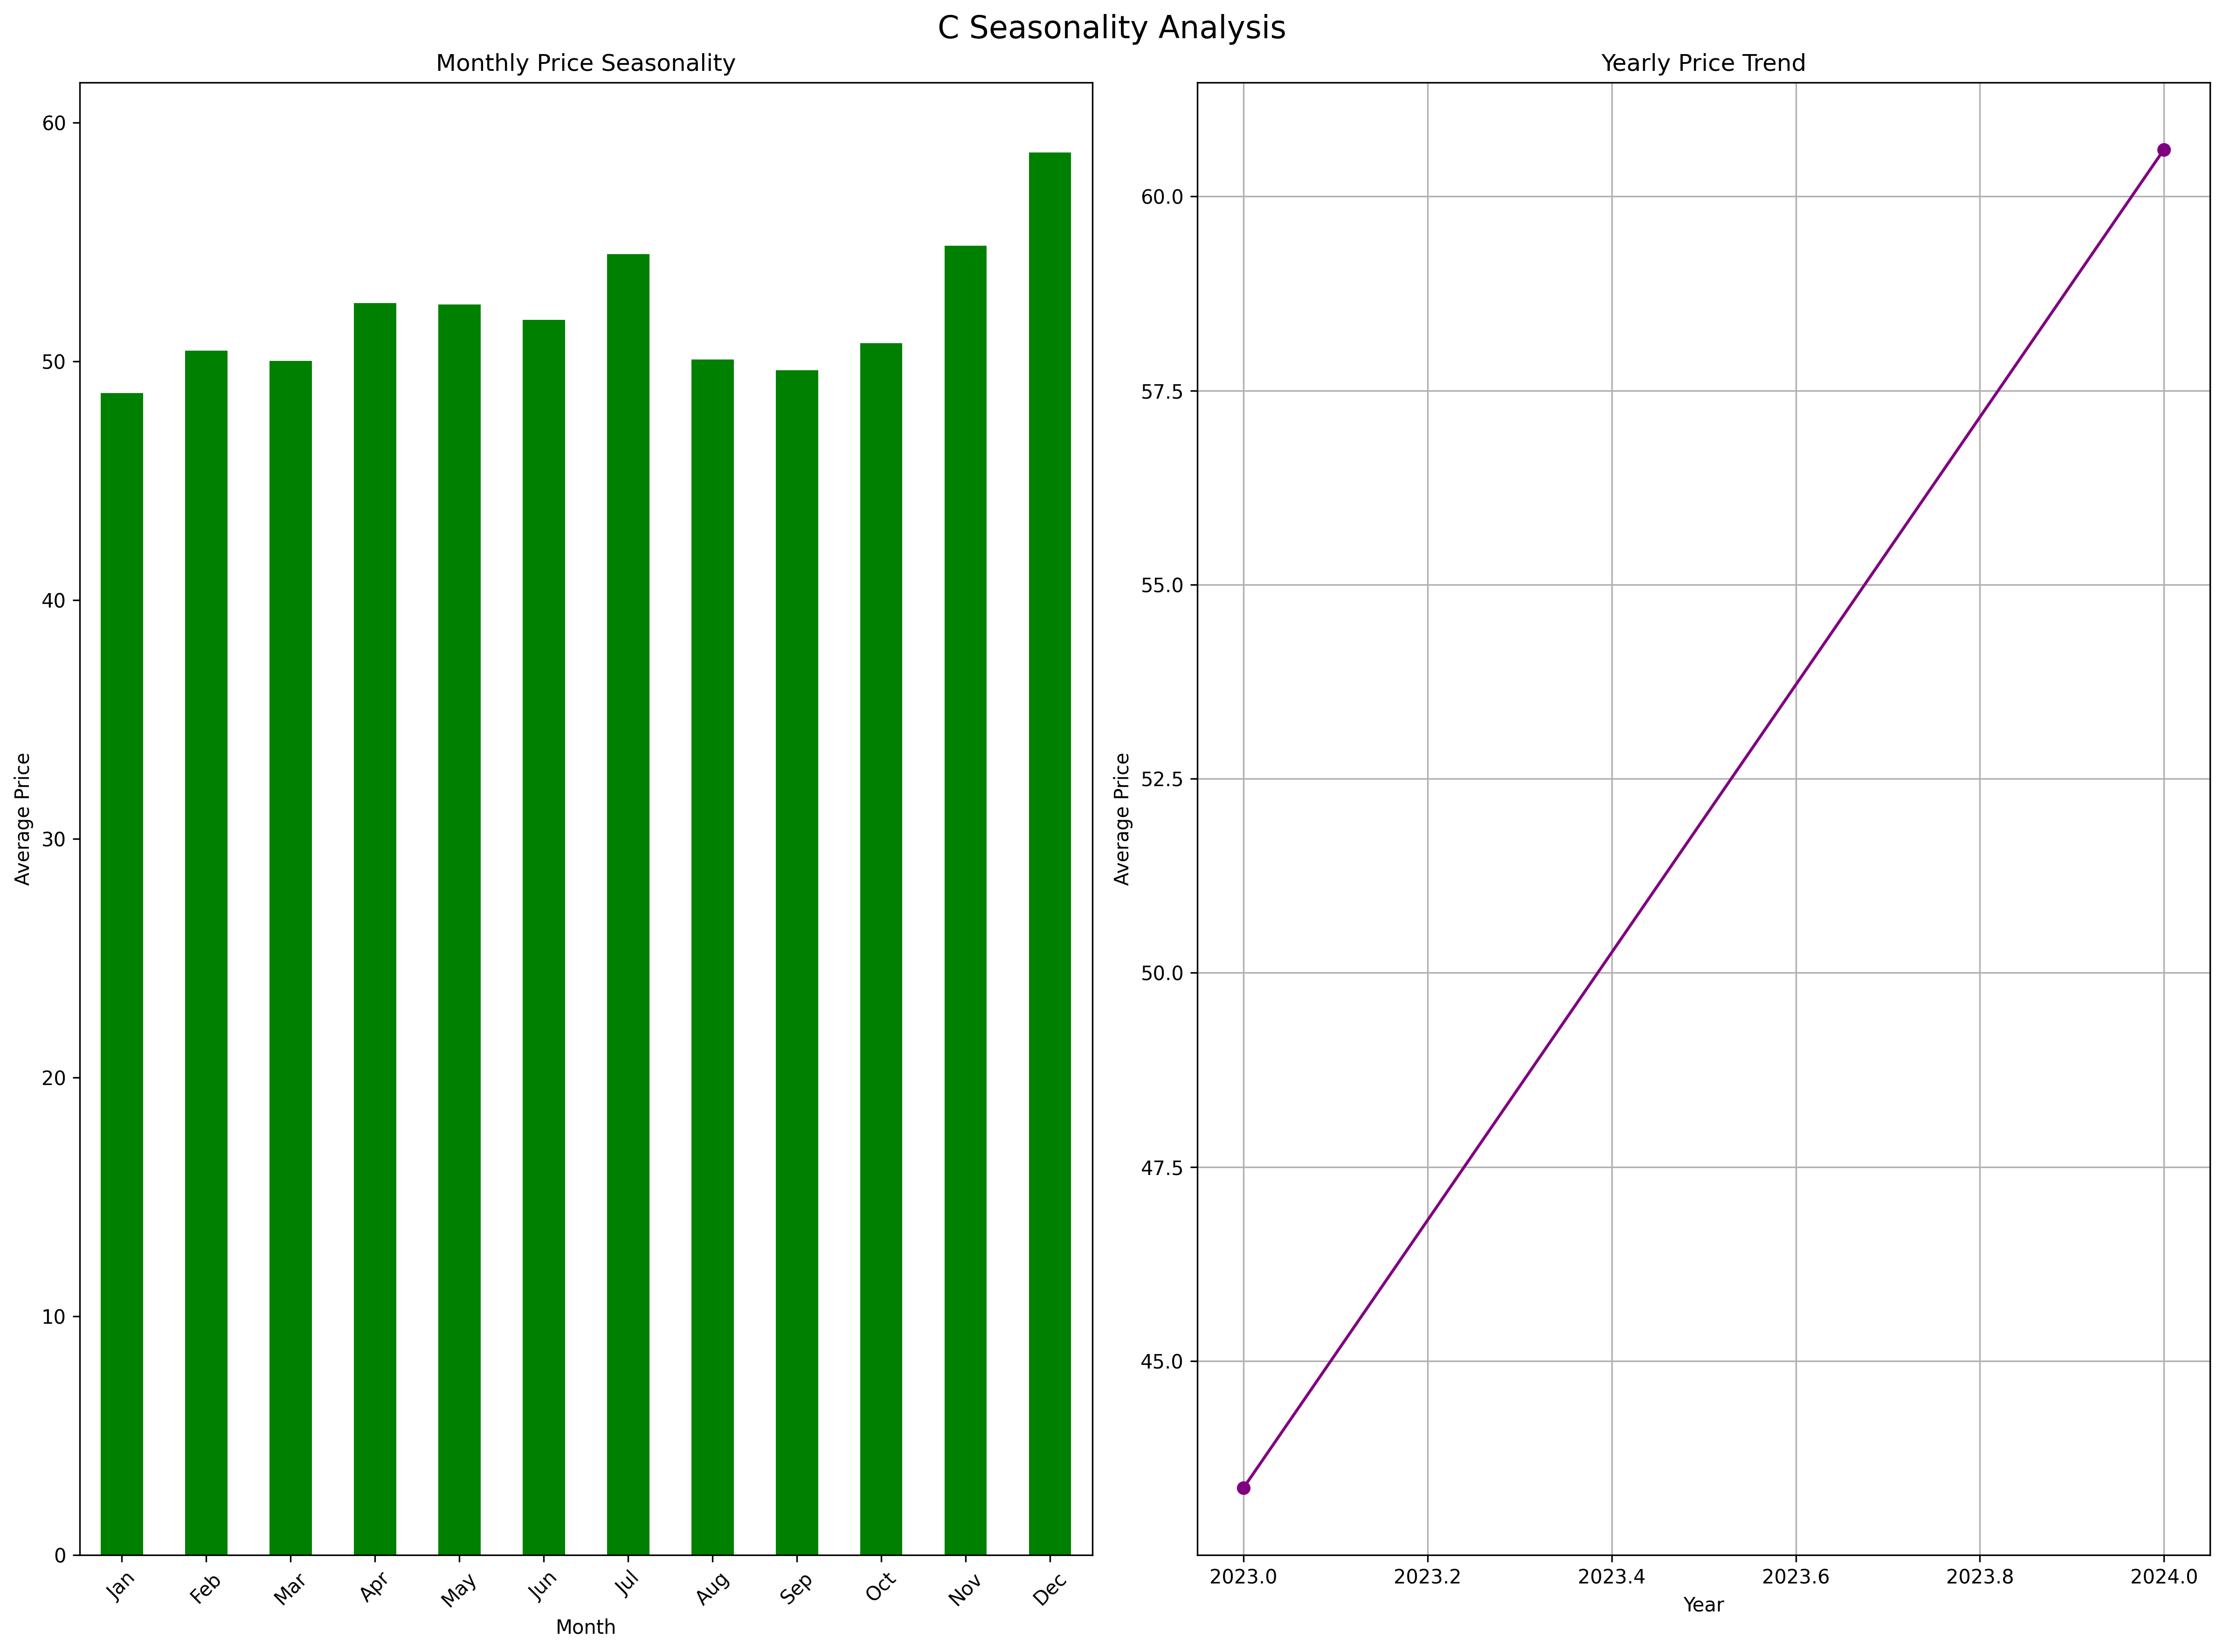 C Seasonality Analysis
Monthly Price Seasonality
Average Price
60
50
40
30
20
10
0
Jan
Feb
Mar
Apr
May
Jun
Jul
Aug
Sep
Oct
Nov
Dec
Month
Yearly Price Trend
Average Price
60.0
57.5
55.0
52.5
50.0
47.5
45.0
2023.0
2023.2
2023.4
2023.6
2023.8
2024.0
Year